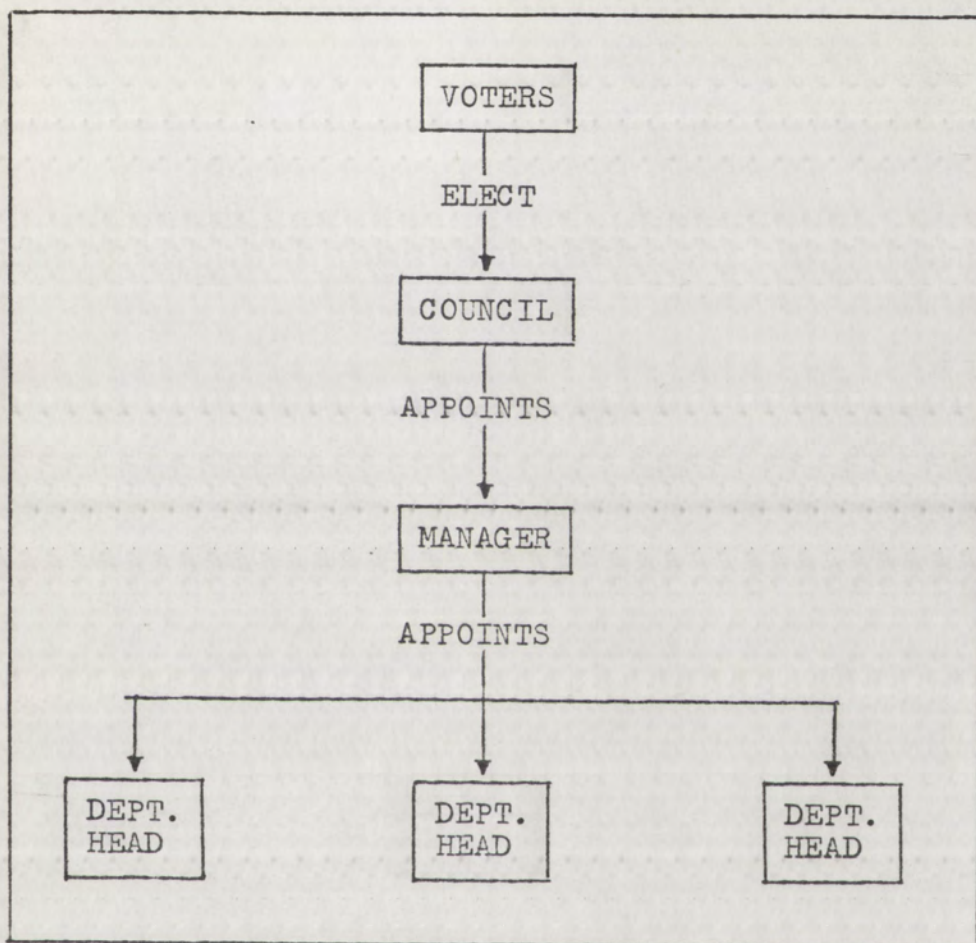 VOTERS
ELECT
COUNCIL
APPOINTS
MANAGER
APPOINTS
DEPT.
HEAD
DEPT.
HEAD
DEPT.
HEAD